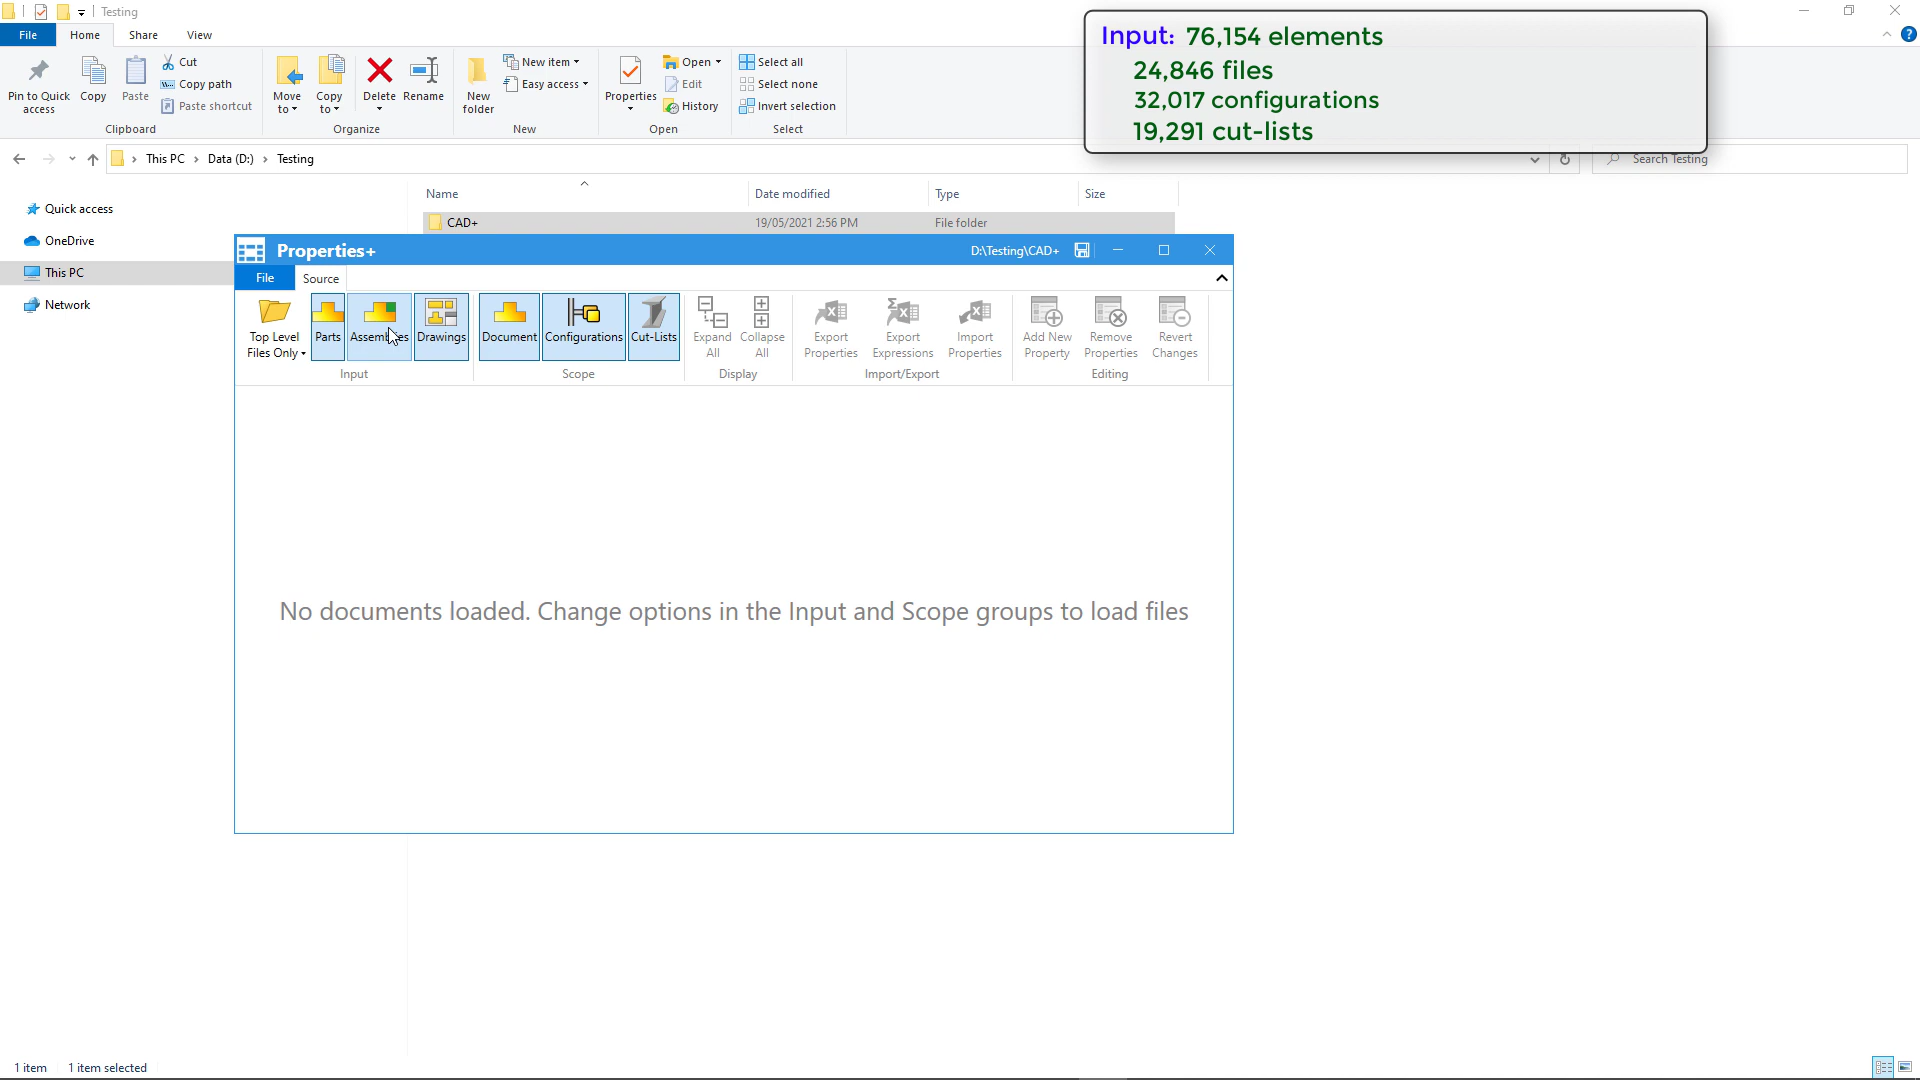 Testing
File Home Share View
Pin to Quick access
Copy
Paste
Cut
Copy path
Paste shortcut
Clipboard
Move to
Copy to
Delete
Rename
Organize
New folder
New item
Easy access
New
Properties
Open
Edit
History
Open
Select all
Select none
Invert selection
Select
Input: 76,154 elements
24,846 files
32,017 configurations
19,291 cut-lists
This PC > Data (D:) > Testing
Search Testing
Quick access
OneDrive
This PC
Network
Name Date modified Type Size
CAD+ 19/05/2021 2:56 PM File folder
Properties+ D:\Testing\CAD+
File Source
Top Level Files Only
Parts
Assemblies
Drawings
Input
Document
Configurations
Cut-Lists
Scope
Expand All
Collapse All
Display
Export Properties
Export Expressions
Import Properties
Import/Export
Add New Property
Remove Properties
Revert Changes
Editing
No documents loaded. Change options in the Input and Scope groups to load files
1 item 1 item selected